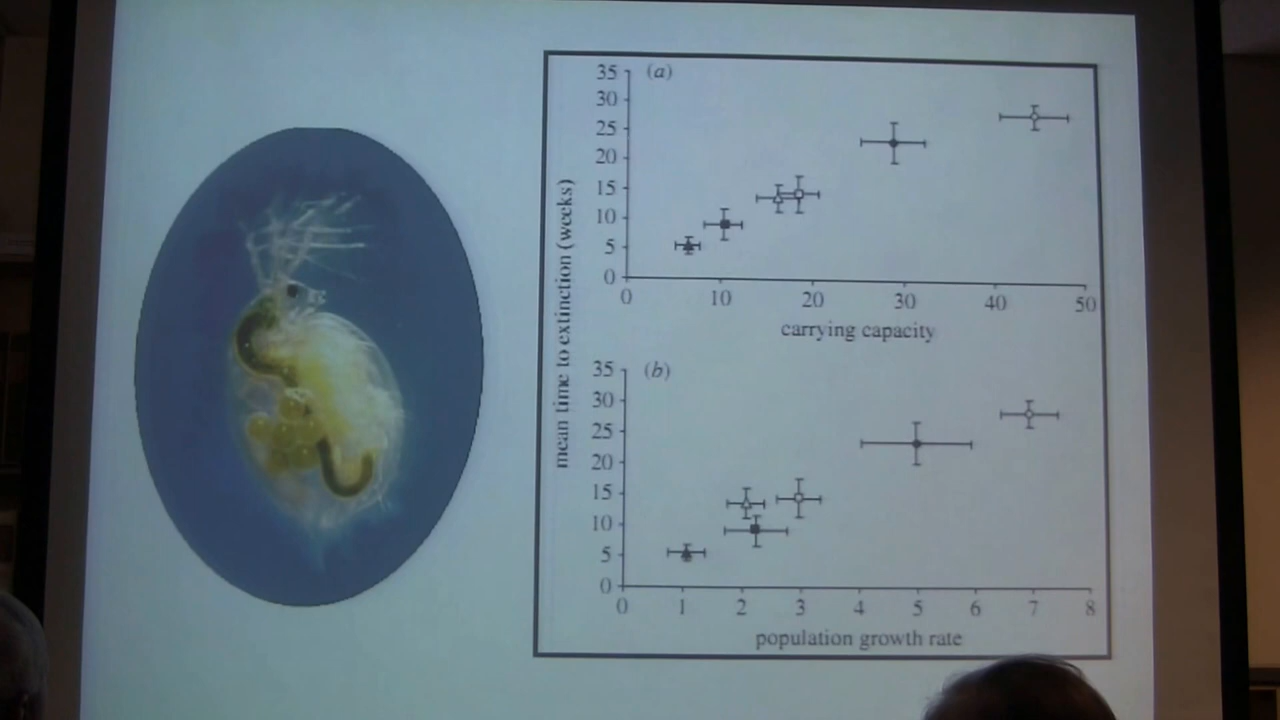 (a)
35
30
25
20
15
10
5
0
0 10 20 30 40 50
carrying capacity
mean time to extinction (weeks)
(b)
35
30
25
20
15
10
5
0
0 1 2 3 4 5 6 7 8
population growth rate